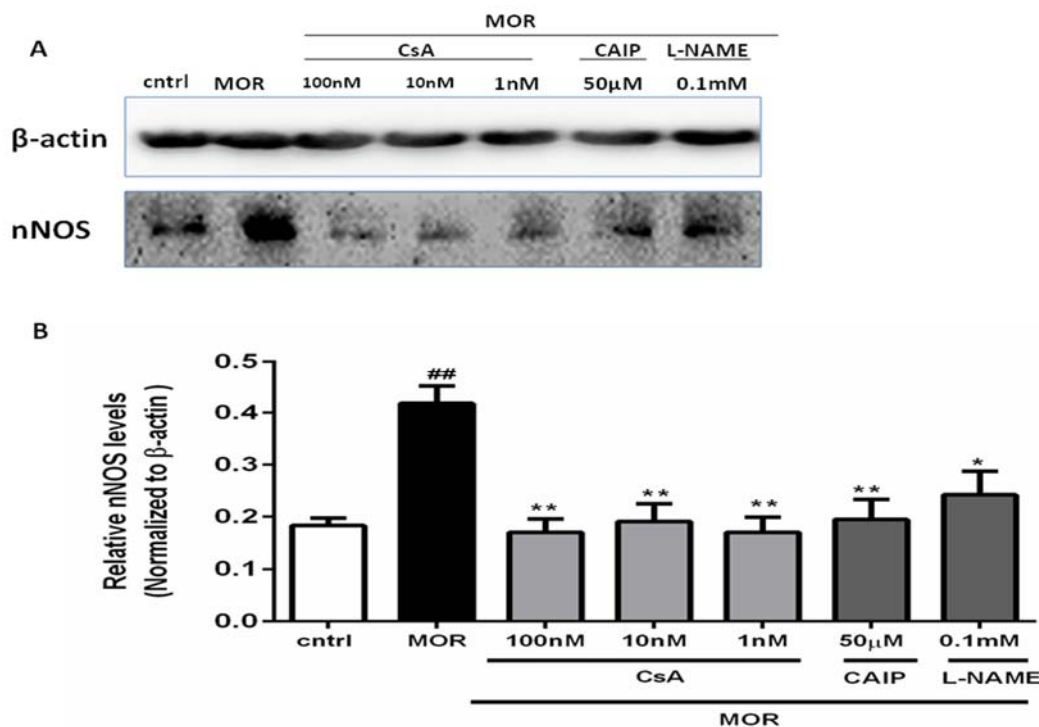 MOR
A
CsA CAIP L-NAME
cntrl MOR 100nM 10nM 1nM 50µM 0.1mM
β-actin
nNOS
B
Relative nNOS levels
(Normalized to β-actin )
0.5
0.4
0.3
0.2
0.1
0.0
##
** ** ** ** *
cntrl MOR 100nM 10nM 1nM 50µM 0.1mM
CsA CAIP L-NAME
MOR